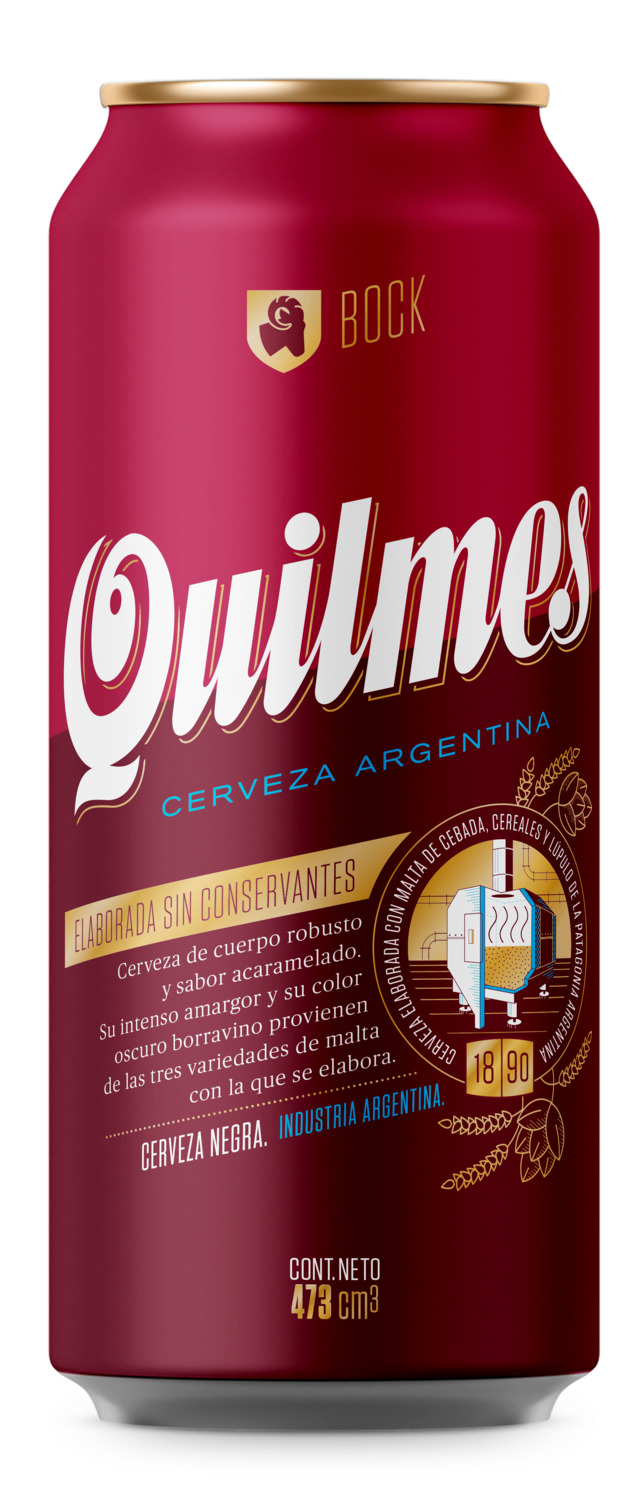 BOCK
Quilmes
CERVEZA ARGENTINA
ELABORADA SIN CONSERVANTES
Cerveza de cuerpo robusto
y sabor acaramelado.
Su intenso amargor y su color
oscuro borravino provienen
de las tres variedades de malta
con la que se elabora.
CERVEZA NEGRA. INDUSTRIA ARGENTINA.
CERVEZA ELABORADA CON MALTA DE CEBADA, CEREALES Y LÚPULO DE LA PATAGONIA ARGENTINA
18 90
CONT. NETO
473 cm3